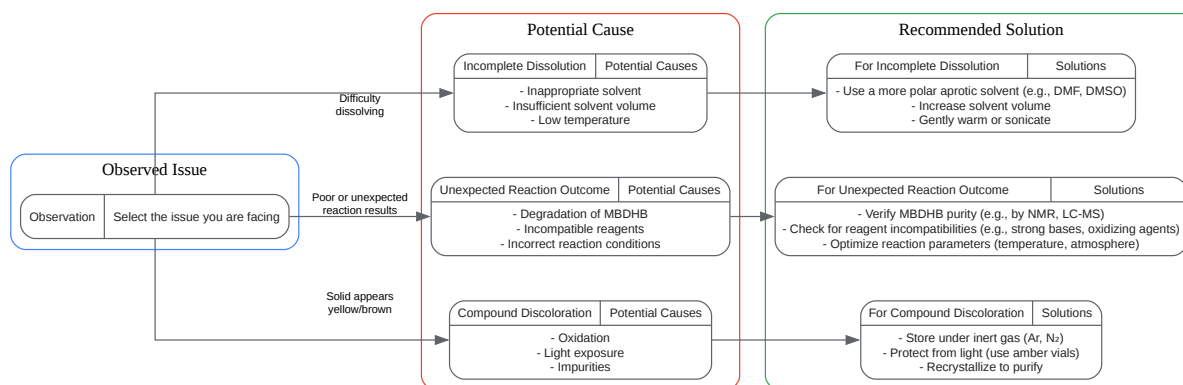 Potential Cause
Recommended Solution
Incomplete Dissolution Potential Causes
- Inappropriate solvent
- Insufficient solvent volume
- Low temperature
For Incomplete Dissolution Solutions
- Use a more polar aprotic solvent (e.g., DMF, DMSO)
- Increase solvent volume
- Gently warm or sonicate
Difficulty
dissolving
Observed Issue
Observation Select the issue you are facing
Poor or unexpected
reaction results
Unexpected Reaction Outcome Potential Causes
- Degradation of MBDHB
- Incompatible reagents
- Incorrect reaction conditions
For Unexpected Reaction Outcome Solutions
- Verify MBDHB purity (e.g., by NMR, LC-MS)
- Check for reagent incompatibilities (e.g., strong bases, oxidizing agents)
- Optimize reaction parameters (temperature, atmosphere)
Solid appears
yellow/brown
Compound Discoloration Potential Causes
- Oxidation
- Light exposure
- Impurities
For Compound Discoloration Solutions
- Store under inert gas (Ar, N₂)
- Protect from light (use amber vials)
- Recrystallize to purify